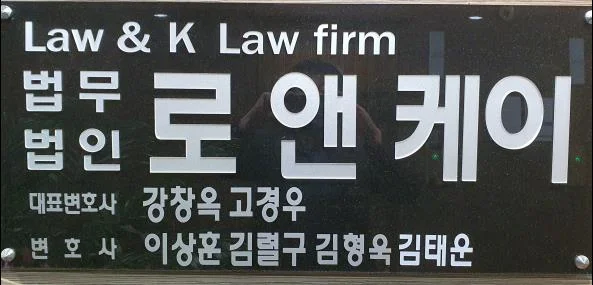 Law & K Law firm
법무법인 로앤케이
대표변호사 강창옥 고경우
변호사 이상훈 김렬구 김형욱 김태운